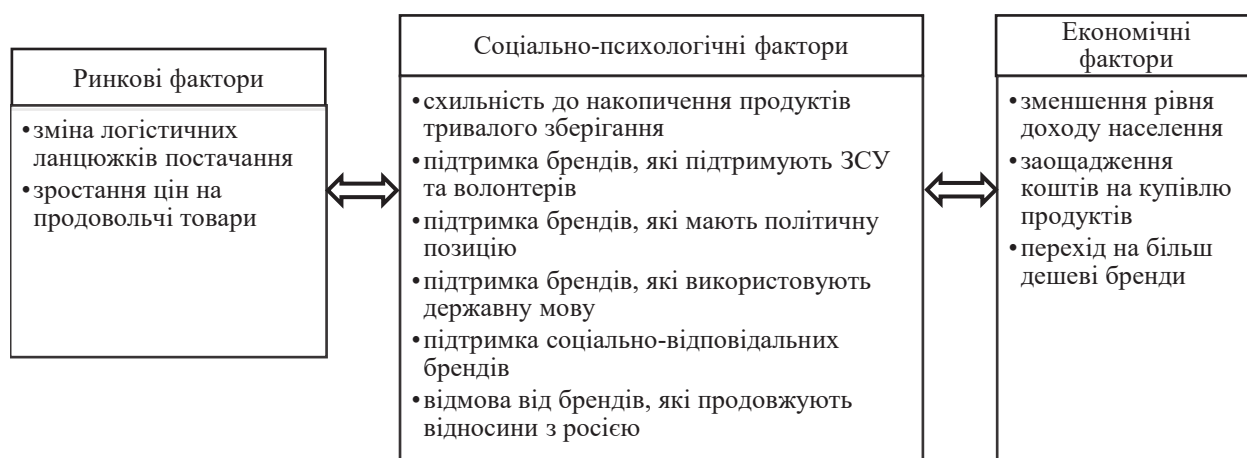 Ринкові фактори
•зміна логістичних
ланцюжків постачання
•зростання цін на
продовольчі товари
Соціально-психологічні фактори
•схильність до накопичення продуктів
тривалого зберігання
•підтримка брендів, які підтримують ЗСУ
та волонтерів
•підтримка брендів, які мають політичну
позицію
•підтримка брендів, які використовують
державну мову
•підтримка соціально-відповідальних
брендів
•відмова від брендів, які продовжують
відносини з росією
Економічні
фактори
•зменшення рівня
доходу населення
•заощадження
коштів на купівлю
продуктів
•перехід на більш
дешеві бренди